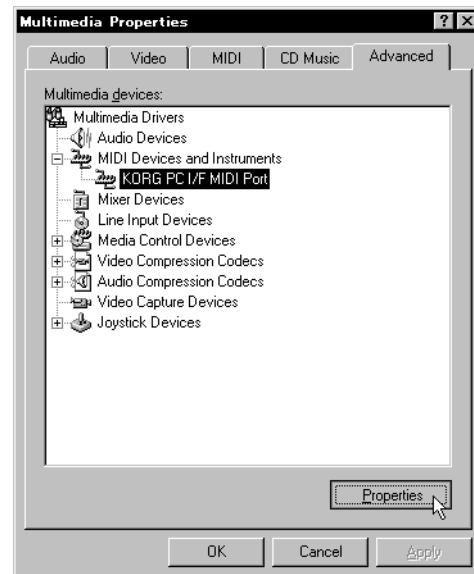 Multimedia Properties
Audio
Video
MIDI
CD Music
Advanced
Multimedia devices:
Multimedia Drivers
Audio Devices
MIDI Devices and Instruments
KORG PC I/F MIDI Port
Mixer Devices
Line Input Devices
Media Control Devices
Video Compression Codecs
Audio Compression Codecs
Video Capture Devices
Joystick Devices
Properties
OK
Cancel
Apply